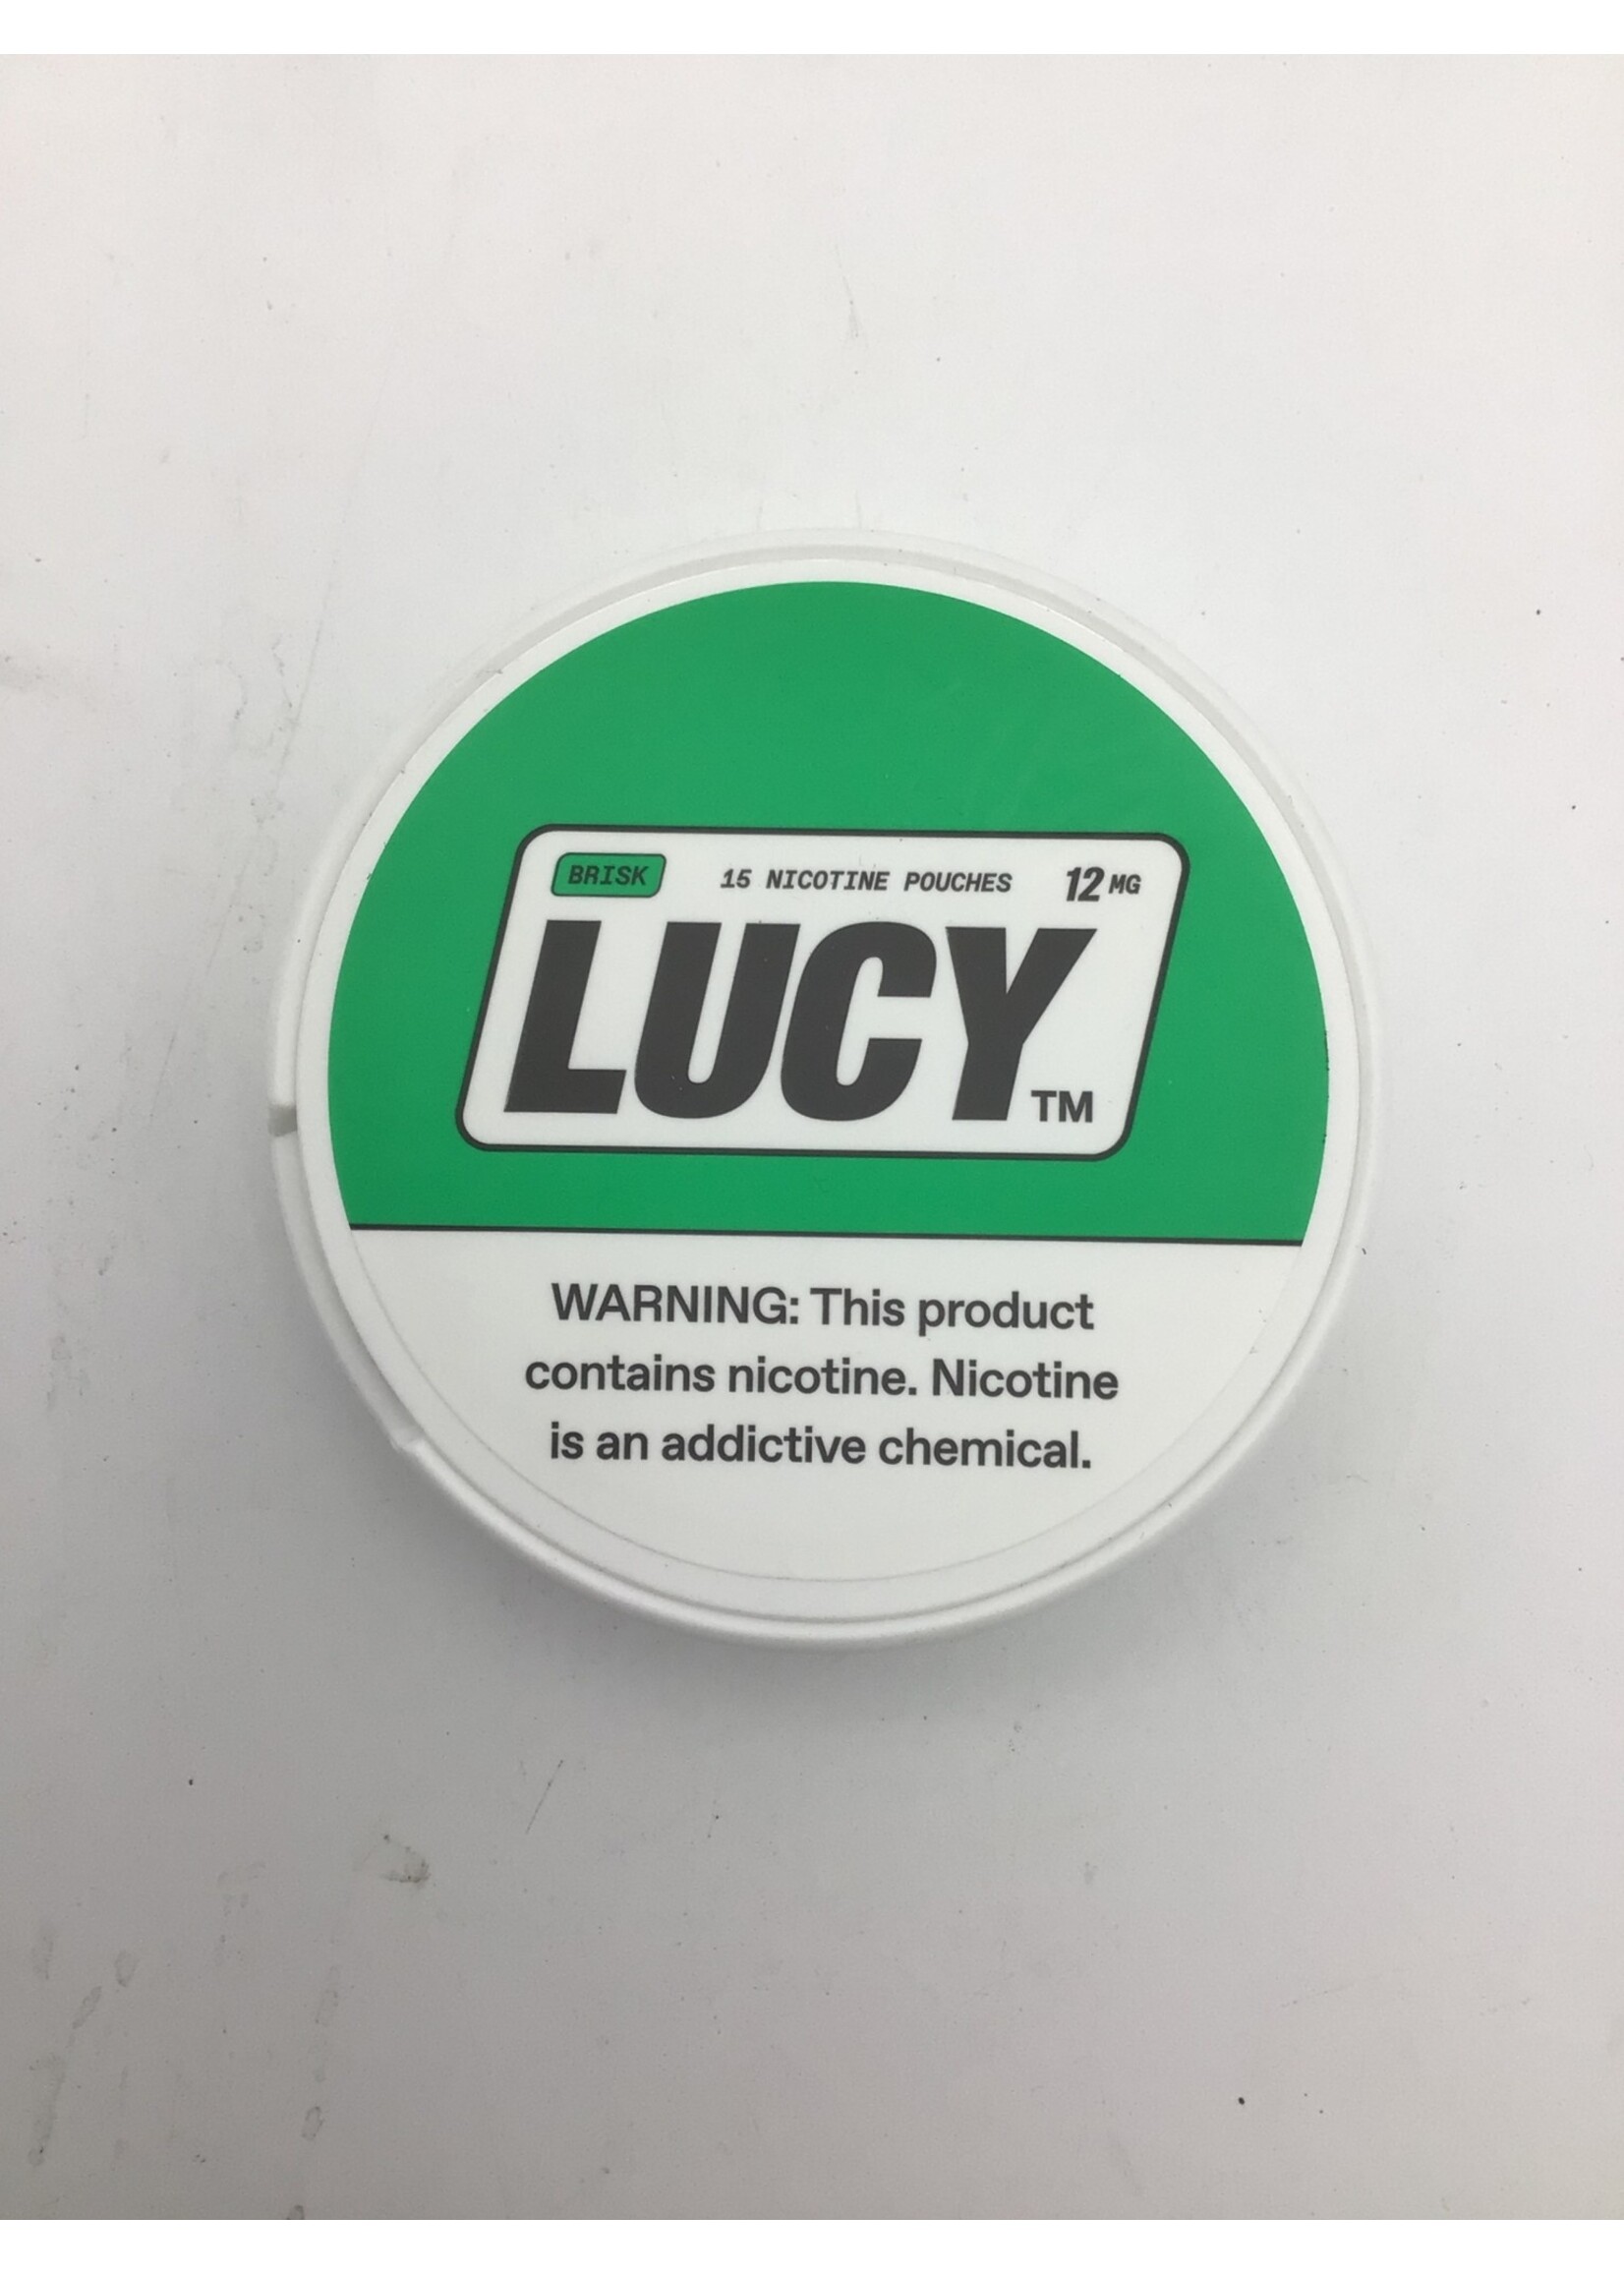 BRISK 15 NICOTINE POUCHES 12 MG
LUCY TM
WARNING: This product
contains nicotine. Nicotine
is an addictive chemical.